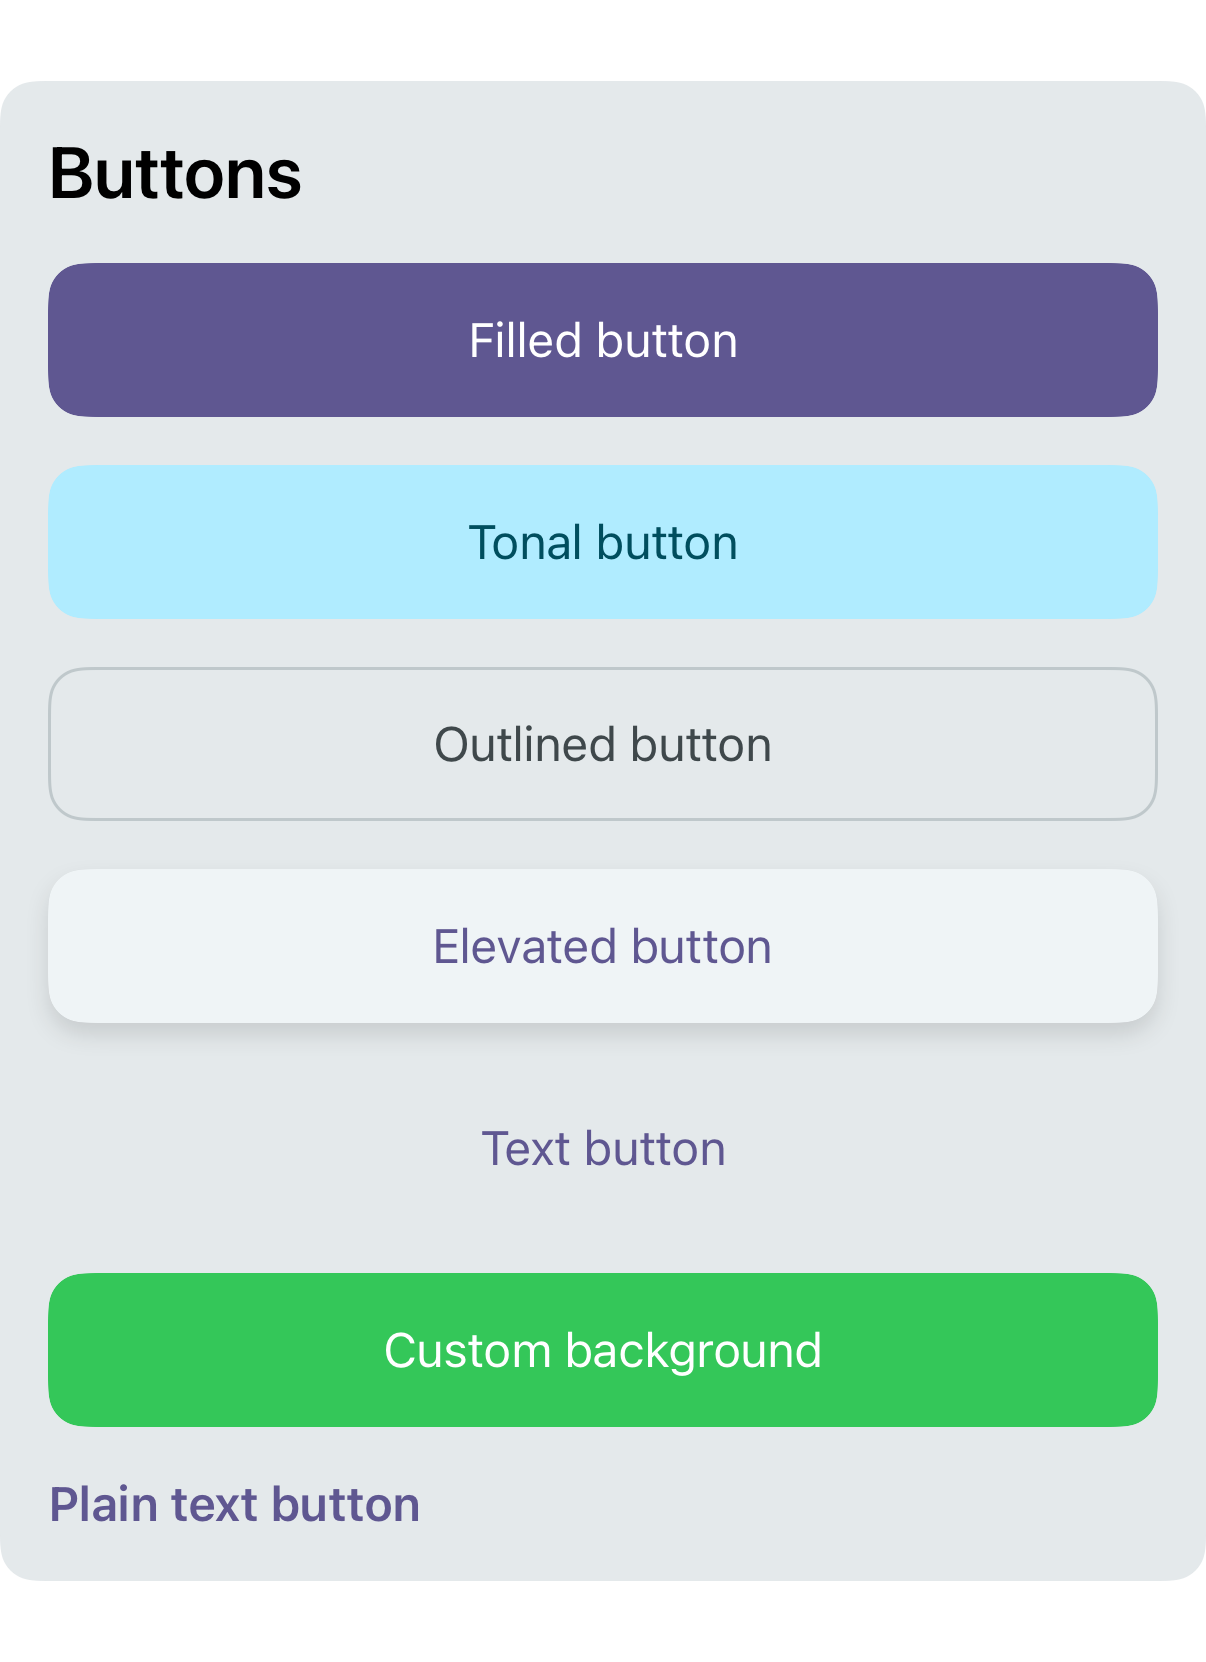 Buttons
Filled button
Tonal button
Outlined button
Elevated button
Text button
Custom background
Plain text button